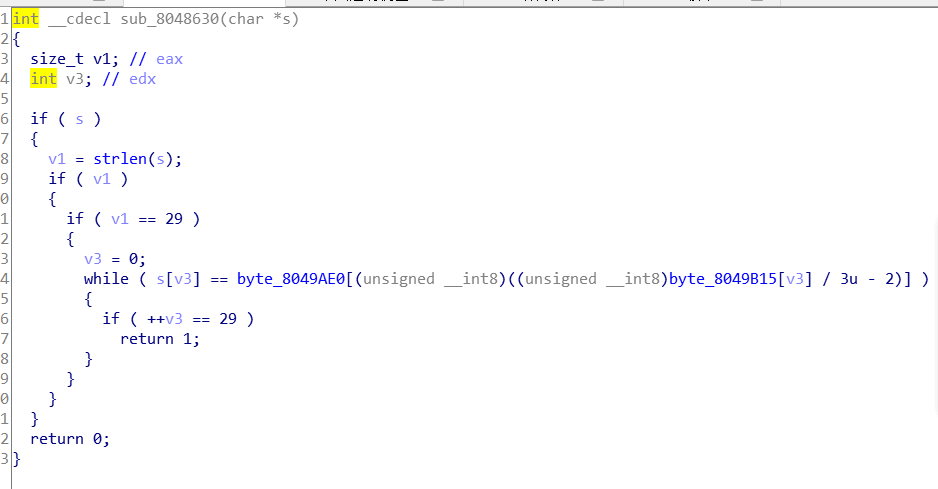 1 int __cdecl sub_8048630(char *s)
2 {
3   size_t v1; // eax
4   int v3; // edx
5
6   if ( s )
7   {
8     v1 = strlen(s);
9     if ( v1 )
0     {
1       if ( v1 == 29 )
2       {
3         v3 = 0;
4         while ( s[v3] == byte_8049AE0[(unsigned __int8)((unsigned __int8)byte_8049B15[v3] / 3u - 2)] )
5         {
6           if ( ++v3 == 29 )
7             return 1;
8         }
9       }
0     }
1   }
2   return 0;
3 }